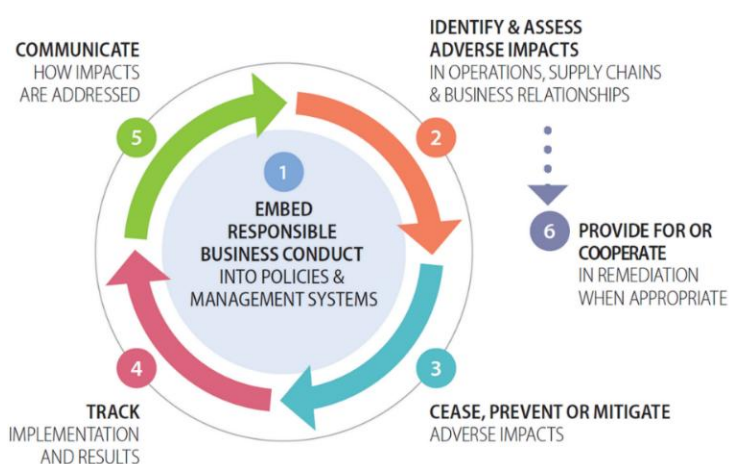 1
EMBED
RESPONSIBLE
BUSINESS CONDUCT
INTO POLICIES &
MANAGEMENT SYSTEMS
2
IDENTIFY & ASSESS
ADVERSE IMPACTS
IN OPERATIONS, SUPPLY CHAINS
& BUSINESS RELATIONSHIPS
3
CEASE, PREVENT OR MITIGATE
ADVERSE IMPACTS
4
TRACK
IMPLEMENTATION
AND RESULTS
5
COMMUNICATE
HOW IMPACTS
ARE ADDRESSED
6
PROVIDE FOR OR
COOPERATE
IN REMEDIATION
WHEN APPROPRIATE